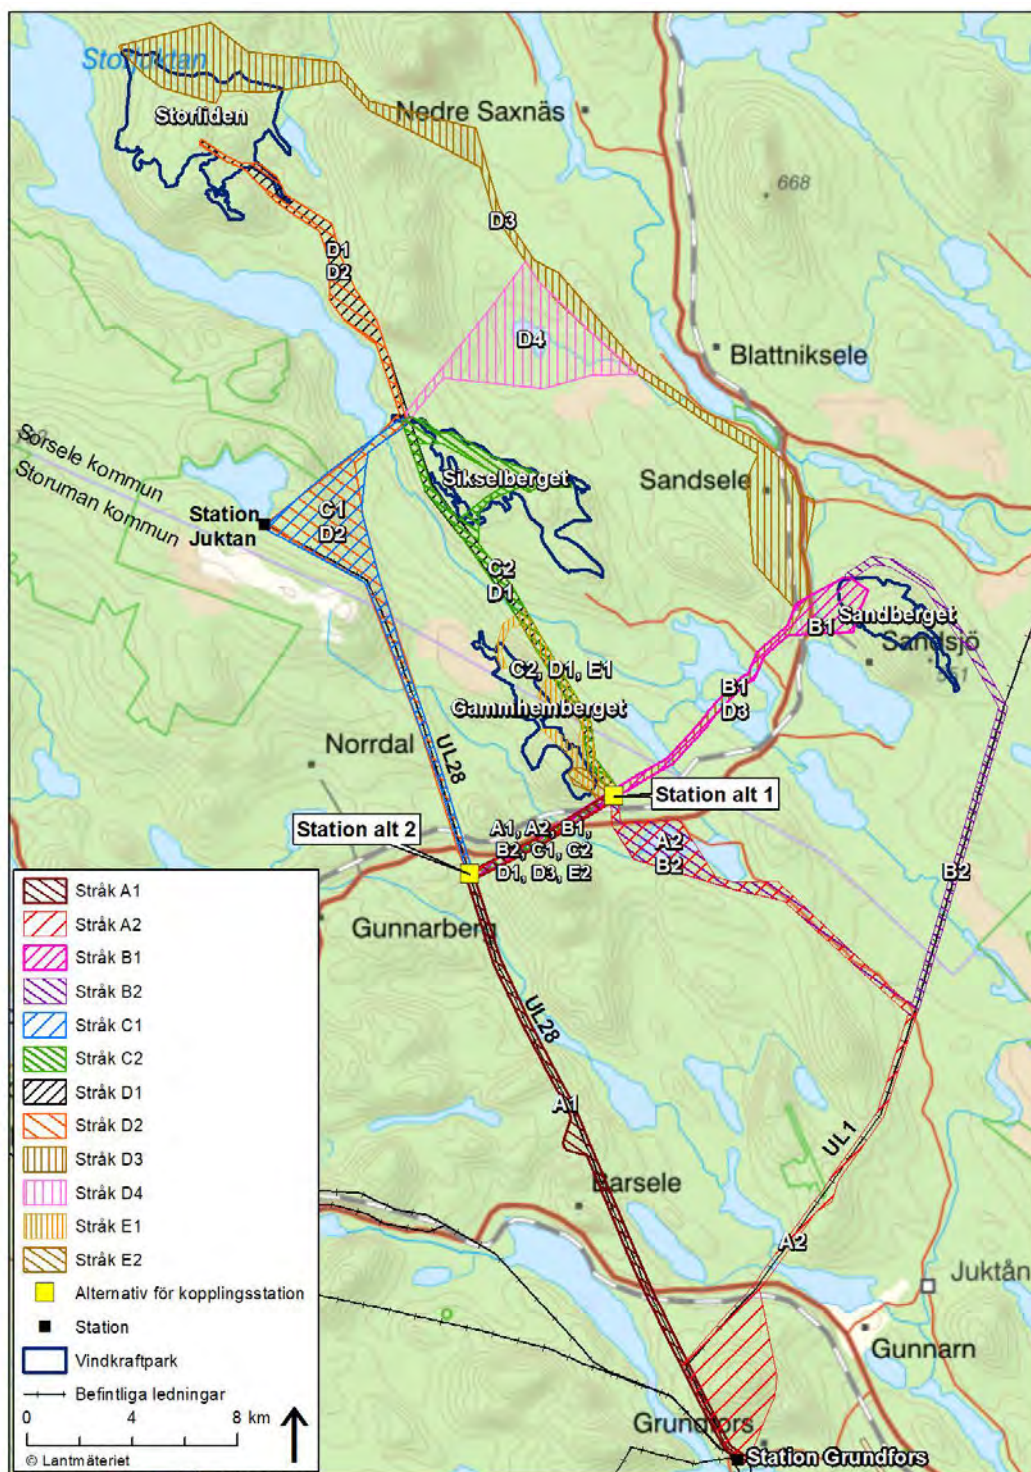 Storjuktan
Storliden
Nedre Saxnäs
668
D3
D1
D2
D4
Blattniksele
Sorsele kommun
Storuman kommun
Sikselberget
Sandsele
Station
Juktan
C1
D2
C2
D1
Sandberget
B1
Sandsjö
551
C2, D1, E1
B1
D3
Gammhemberget
Norrdal
UL28
Station alt 1
Station alt 2
A1, A2, B1,
B2, C1, C2
D1, D3, E2
A2
B2
B2
Gunnarberg
UL28
A1
UL1
Barsele
A2
Juktån
Gunnarn
Grundfors
Station Grundfors
Stråk A1
Stråk A2
Stråk B1
Stråk B2
Stråk C1
Stråk C2
Stråk D1
Stråk D2
Stråk D3
Stråk D4
Stråk E1
Stråk E2
Alternativ för kopplingsstation
Station
Vindkraftpark
Befintliga ledningar
0 4 8 km
© Lantmäteriet